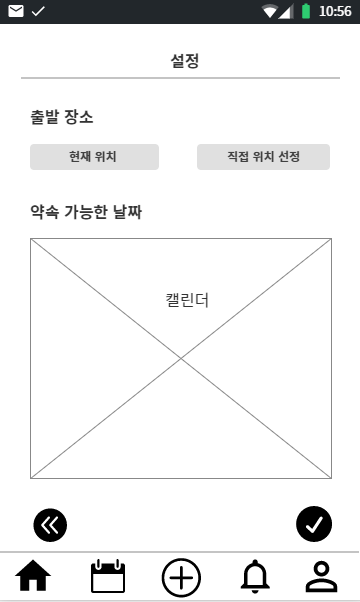 10:56
설정
출발 장소
현재 위치
직접 위치 선정
약속 가능한 날짜
캘린더